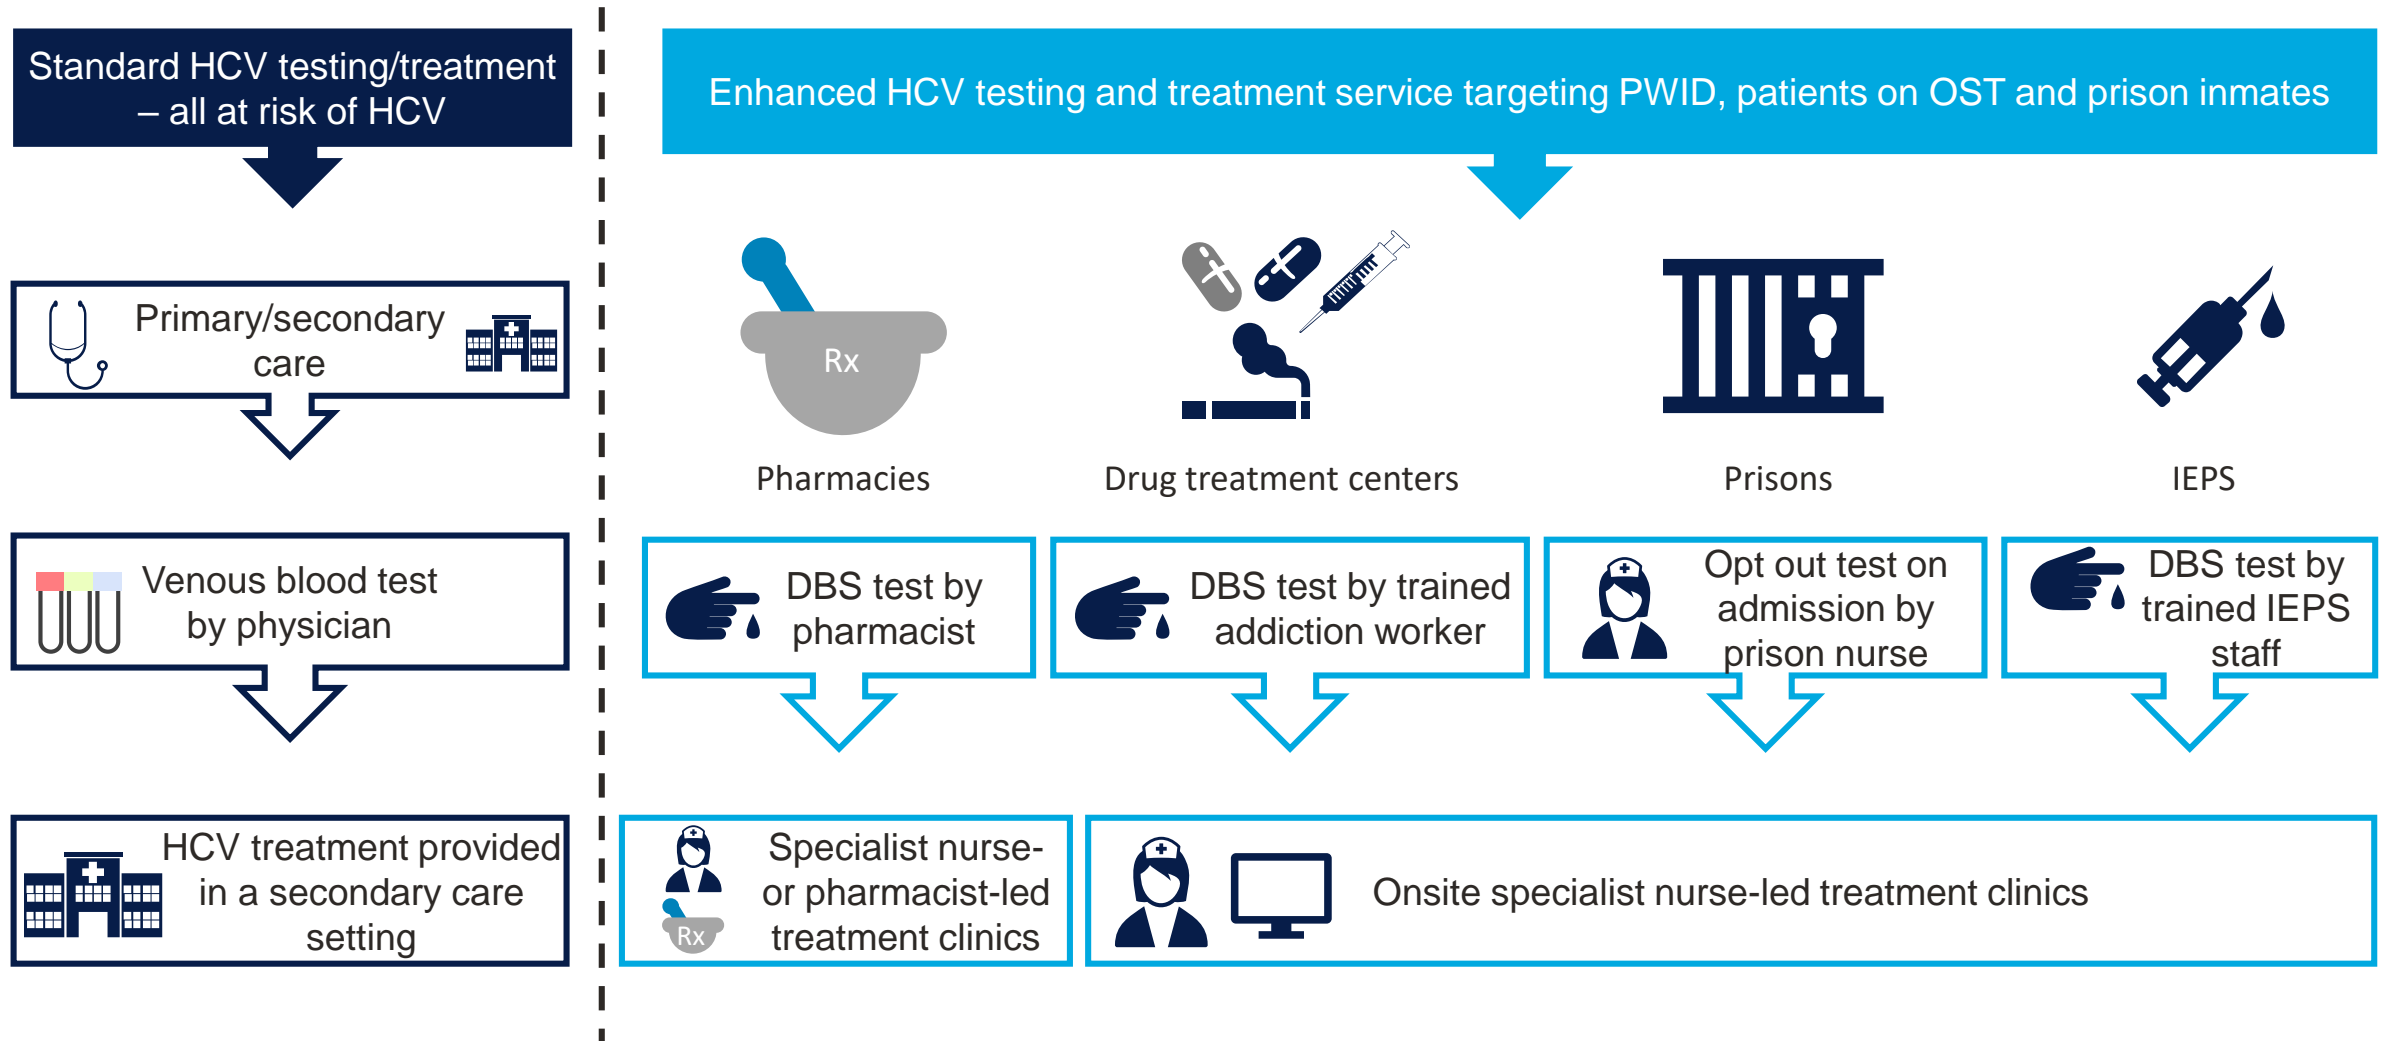 Standard HCV testing/treatment
– all at risk of HCV
Primary/secondary
care
Venous blood test
by physician
HCV treatment provided
in a secondary care
setting
Enhanced HCV testing and treatment service targeting PWID, patients on OST and prison inmates
Rx
Pharmacies
Drug treatment centers
Prisons
IEPS
DBS test by
pharmacist
DBS test by trained
addiction worker
Opt out test on
admission by
prison nurse
DBS test by
trained IEPS
staff
Specialist nurse-
or pharmacist-led
treatment clinics
Rx
Onsite specialist nurse-led treatment clinics